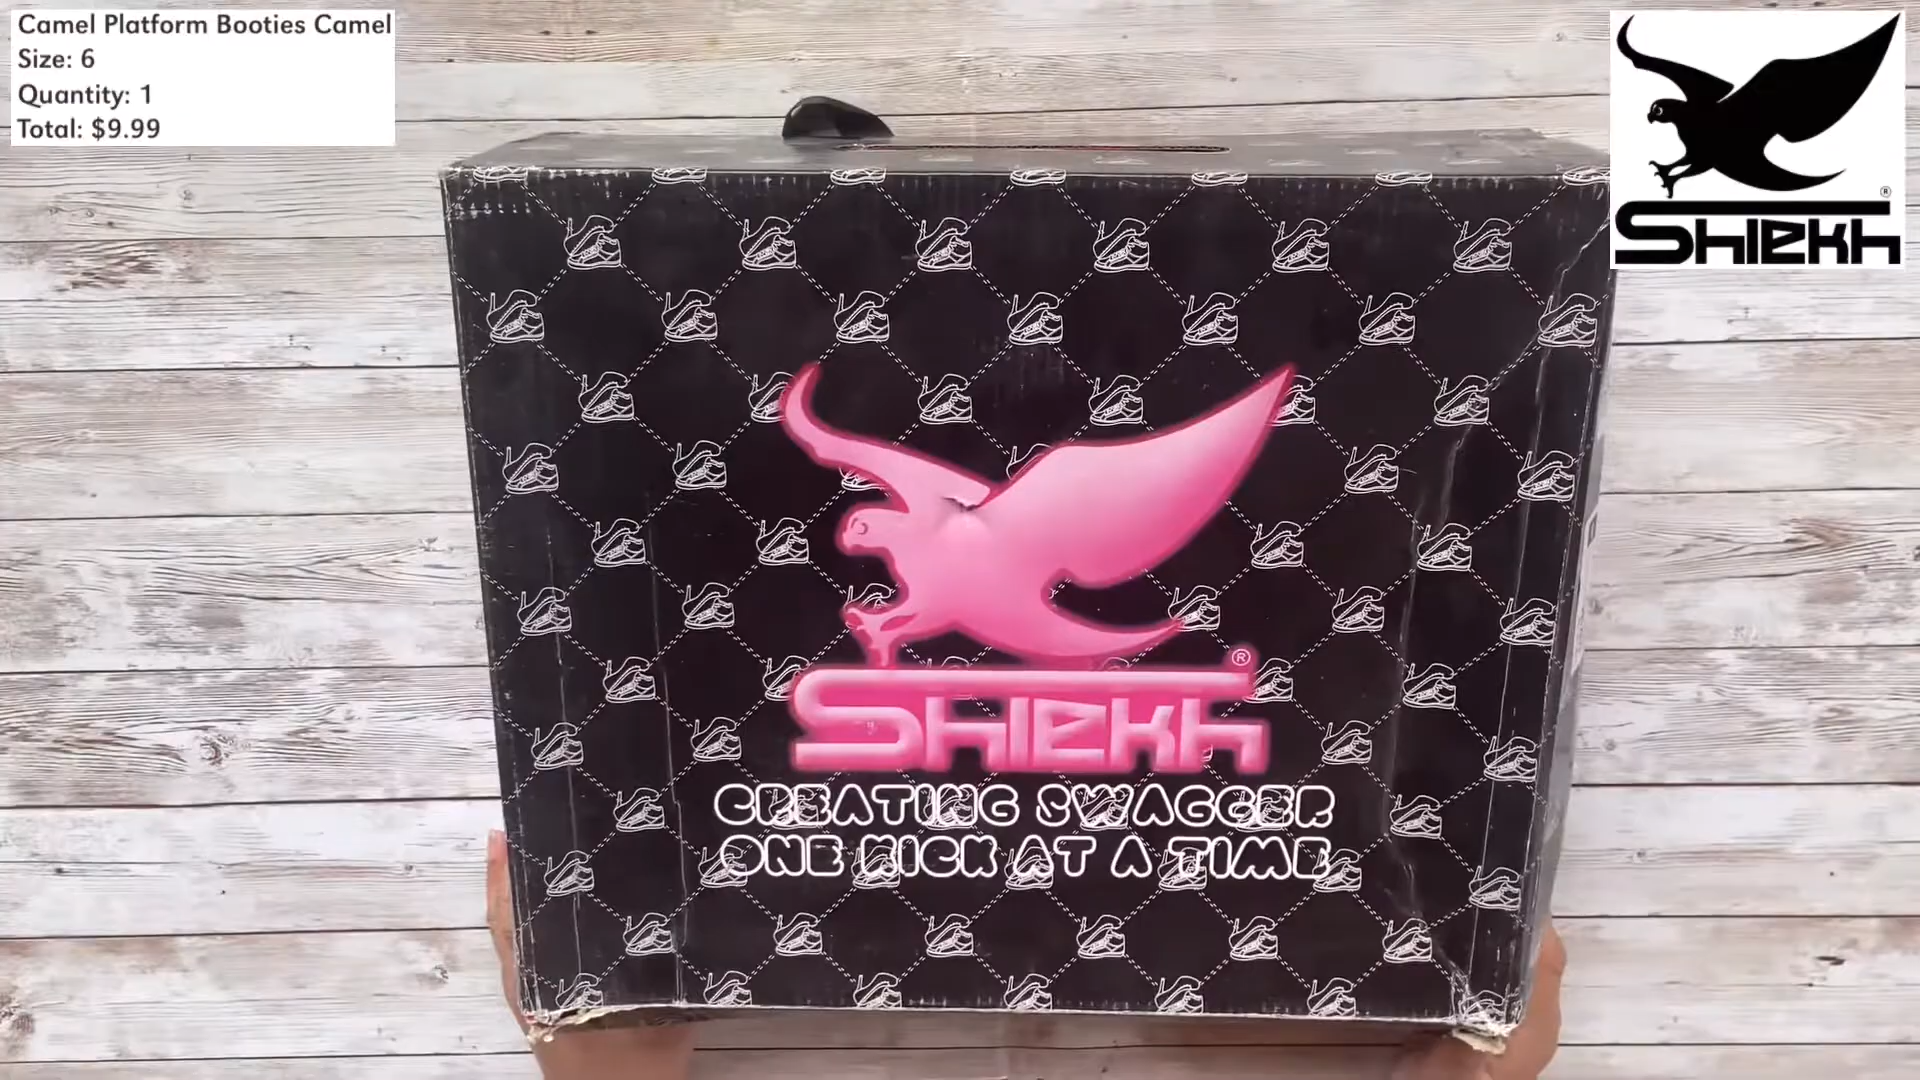 Camel Platform Booties Camel
Size: 6
Quantity: 1
Total: $9.99
SHIEKH
®
SHIEKH
®
CREATING SWAGGER
ONE KICK AT A TIME